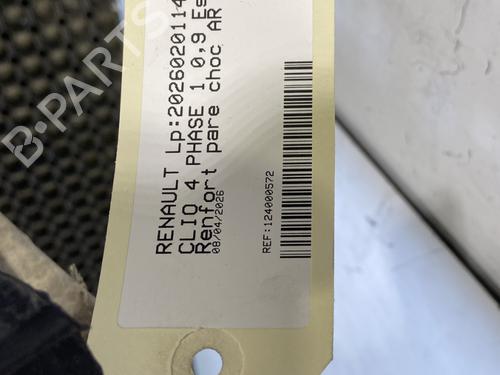 RENAULT Lp:2026020114
CLIO 4 PHASE 1 0,9 Es
Renfort pare choc AR
08/04/2026
REF:124000572